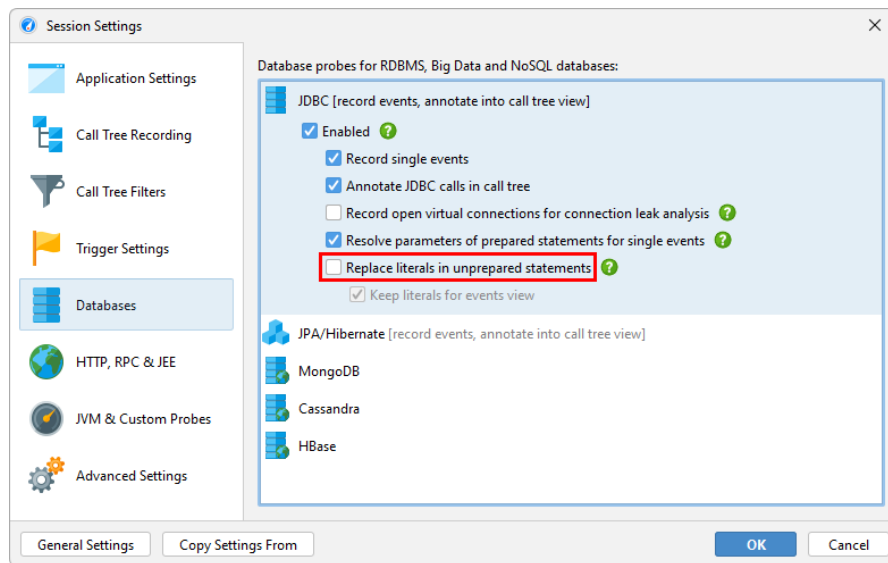 Session Settings
Application Settings
Call Tree Recording
Call Tree Filters
Trigger Settings
Databases
HTTP, RPC & JEE
JVM & Custom Probes
Advanced Settings
Database probes for RDBMS, Big Data and NoSQL databases:
JDBC [record events, annotate into call tree view]
Enabled
Record single events
Annotate JDBC calls in call tree
Record open virtual connections for connection leak analysis
Resolve parameters of prepared statements for single events
Replace literals in unprepared statements
Keep literals for events view
JPA/Hibernate [record events, annotate into call tree view]
MongoDB
Cassandra
HBase
General Settings
Copy Settings From
OK
Cancel